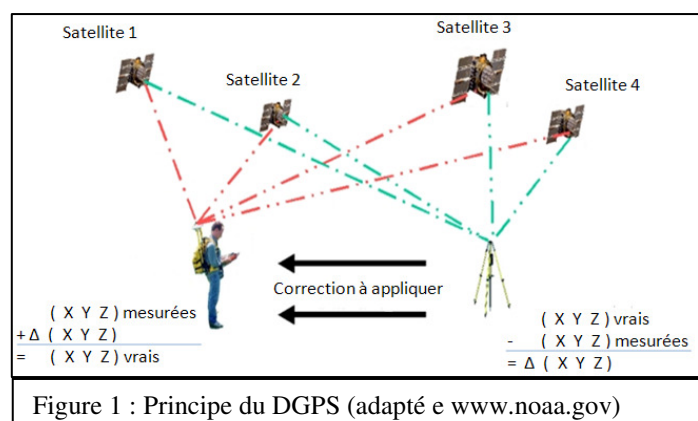 Satellite 1
Satellite 2
Satellite 3
Satellite 4
Correction à appliquer
( X Y Z ) mesurées
+ Δ ( X Y Z )
= ( X Y Z ) vrais
( X Y Z ) vrais
- ( X Y Z ) mesurées
= Δ ( X Y Z )
Figure 1 : Principe du DGPS (adapté e www.noaa.gov)